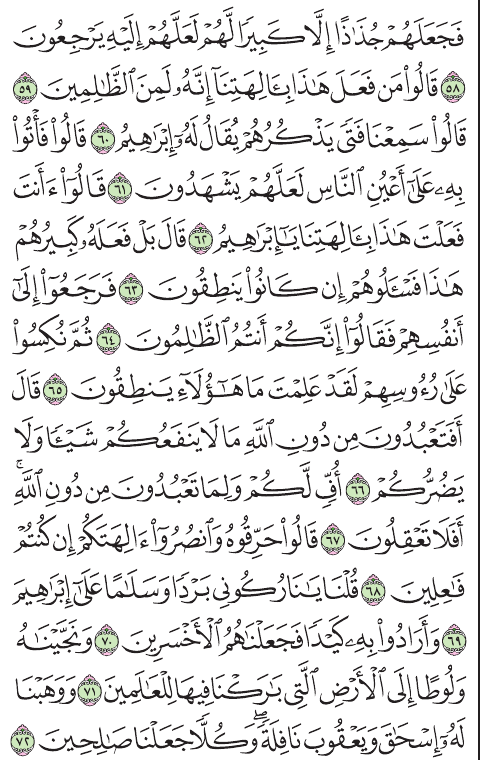 فَجَعَلَهُمْ جُذَٰذًا إِلَّا كَبِيرًا لَّهُمْ لَعَلَّهُمْ إِلَيْهِ يَرْجِعُونَ
٥٨ قَالُوا۟ مَن فَعَلَ هَٰذَا بِـَٔالِهَتِنَآ إِنَّهُۥ لَمِنَ ٱلظَّٰلِمِينَ ٥٩
قَالُوا۟ سَمِعْنَا فَتًى يَذْكُرُهُمْ يُقَالُ لَهُۥٓ إِبْرَٰهِيمُ ٦٠ قَالُوا۟ فَأْتُوا۟
بِهِۦ عَلَىٰٓ أَعْيُنِ ٱلنَّاسِ لَعَلَّهُمْ يَشْهَدُونَ ٦١ قَالُوٓا۟ ءَأَنتَ
فَعَلْتَ هَٰذَا بِـَٔالِهَتِنَا يَٰٓإِبْرَٰهِيمُ ٦٢ قَالَ بَلْ فَعَلَهُۥ كَبِيرُهُمْ
هَٰذَا فَسْـَٔلُوهُمْ إِن كَانُوا۟ يَنطِقُونَ ٦٣ فَرَجَعُوٓا۟ إِلَىٰٓ
أَنفُسِهِمْ فَقَالُوٓا۟ إِنَّكُمْ أَنتُمُ ٱلظَّٰلِمُونَ ٦٤ ثُمَّ نُكِسُوا۟
عَلَىٰ رُءُوسِهِمْ لَقَدْ عَلِمْتَ مَا هَٰٓؤُلَآءِ يَنطِقُونَ ٦٥ قَالَ
أَفَتَعْبُدُونَ مِن دُونِ ٱللَّهِ مَا لَا يَنفَعُكُمْ شَيْـًٔا وَلَا
يَضُرُّكُمْ ٦٦ أُفٍّ لَّكُمْ وَلِمَا تَعْبُدُونَ مِن دُونِ ٱللَّهِ ۖ
أَفَلَا تَعْقِلُونَ ٦٧ قَالُوا۟ حَرِّقُوهُ وَٱنصُرُوٓا۟ ءَالِهَتَكُمْ إِن كُنتُمْ
فَٰعِلِينَ ٦٨ قُلْنَا يَٰنَارُ كُونِى بَرْدًا وَسَلَٰمًا عَلَىٰٓ إِبْرَٰهِيمَ
٦٩ وَأَرَادُوا۟ بِهِۦ كَيْدًا فَجَعَلْنَٰهُمُ ٱلْأَخْسَرِينَ ٧٠ وَنَجَّيْنَٰهُ
وَلُوطًا إِلَى ٱلْأَرْضِ ٱلَّتِى بَٰرَكْنَا فِيهَا لِلْعَٰلَمِينَ ٧١ وَوَهَبْنَا
لَهُۥٓ إِسْحَٰقَ وَيَعْقُوبَ نَافِلَةً ۖ وَكُلًّا جَعَلْنَا صَٰلِحِينَ ٧٢